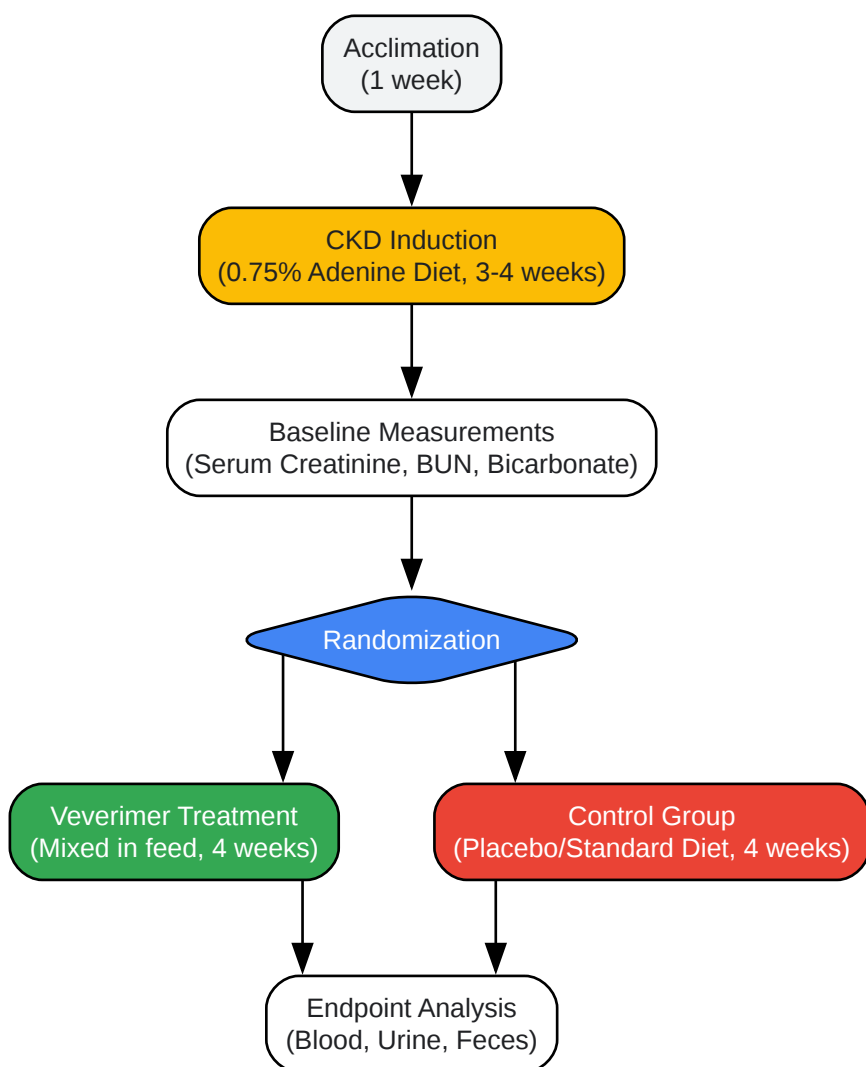 Acclimation
(1 week)
CKD Induction
(0.75% Adenine Diet, 3-4 weeks)
Baseline Measurements
(Serum Creatinine, BUN, Bicarbonate)
Randomization
Veverimer Treatment
(Mixed in feed, 4 weeks)
Control Group
(Placebo/Standard Diet, 4 weeks)
Endpoint Analysis
(Blood, Urine, Feces)